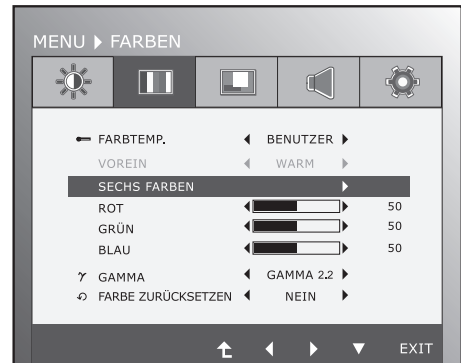 MENU ▶ FARBEN
FARBTEMP. ◀ BENUTZER ▶
VOREIN ◀ WARM ▶
SECHS FARBEN ▶
ROT ◀ ▶ 50
GRÜN ◀ ▶ 50
BLAU ◀ ▶ 50
γ GAMMA ◀ GAMMA 2.2 ▶
FARBE ZURÜCKSETZEN ◀ NEIN ▶
EXIT